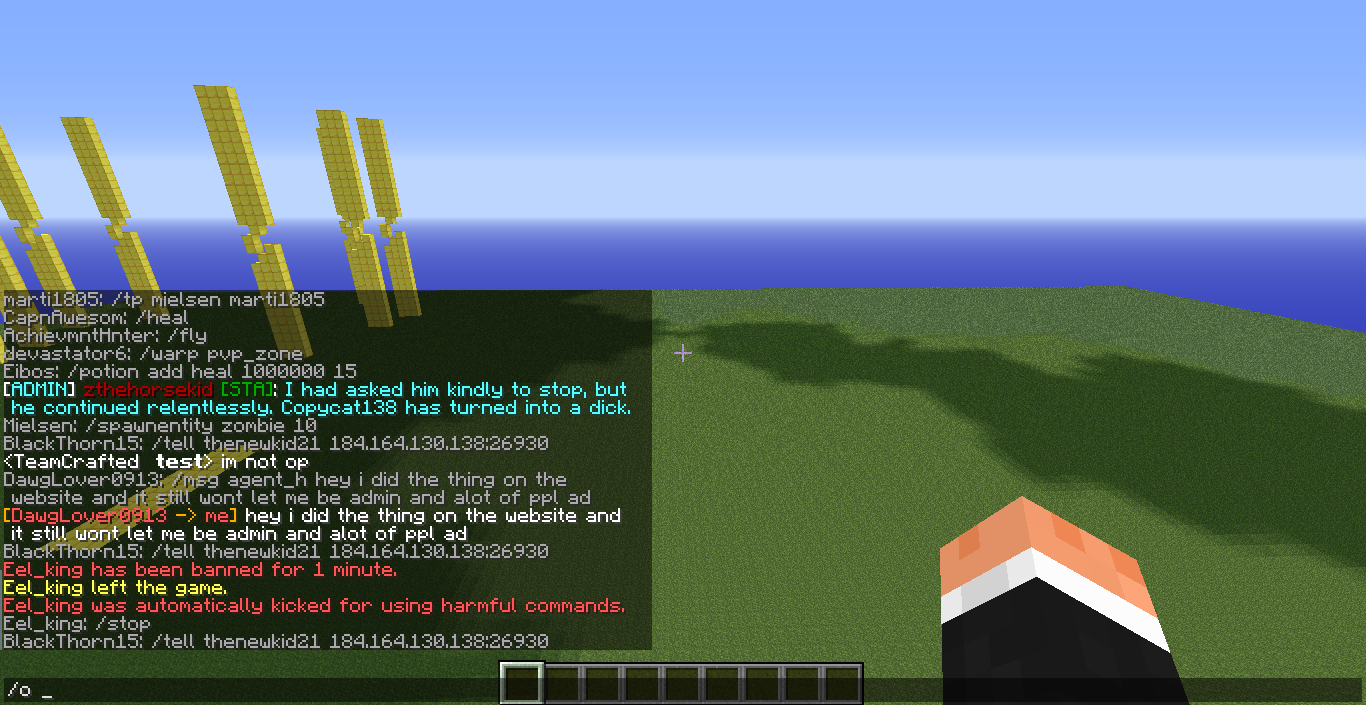 marti1805: /tp mielsen marti1805
CapnAwesom: /heal
AchievmntHnter: /fly
devastator6: /warp pvp_zone
Eibos: /potion add heal 1000000 15
[ADMIN] zthehorsekid [STA]: I had asked him kindly to stop, but
he continued relentlessly. Copycat138 has turned into a dick.
Mielsen: /spawnentity zombie 10
BlackThorn15: /tell thenewkid21 184.164.130.138:26930
<TeamCrafted test> im not op
DawgLover0913: /msg agent_h hey i did the thing on the
website and it still wont let me be admin and alot of ppl ad
[DawgLover0913 -> me] hey i did the thing on the website and
it still wont let me be admin and alot of ppl ad
BlackThorn15: /tell thenewkid21 184.164.130.138:26930
Eel_king has been banned for 1 minute.
Eel_king left the game.
Eel_king was automatically kicked for using harmful commands.
Eel_king: /stop
BlackThorn15: /tell thenewkid21 184.164.130.138:26930
/o _